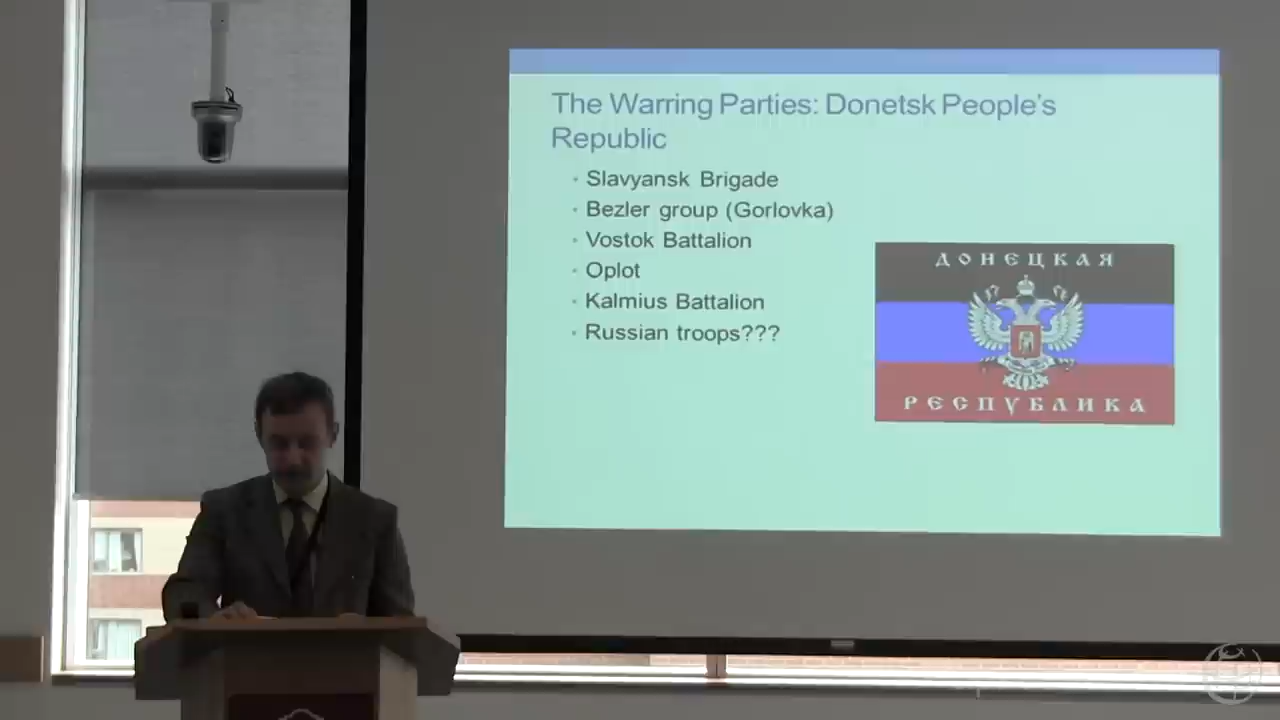 The Warring Parties: Donetsk People's
Republic
Slavyansk Brigade
Bezler group (Gorlovka)
Vostok Battalion
Oplot
Kalmius Battalion
Russian troops???
ДОНЕЦКАЯ
РЕСПУБЛИКА